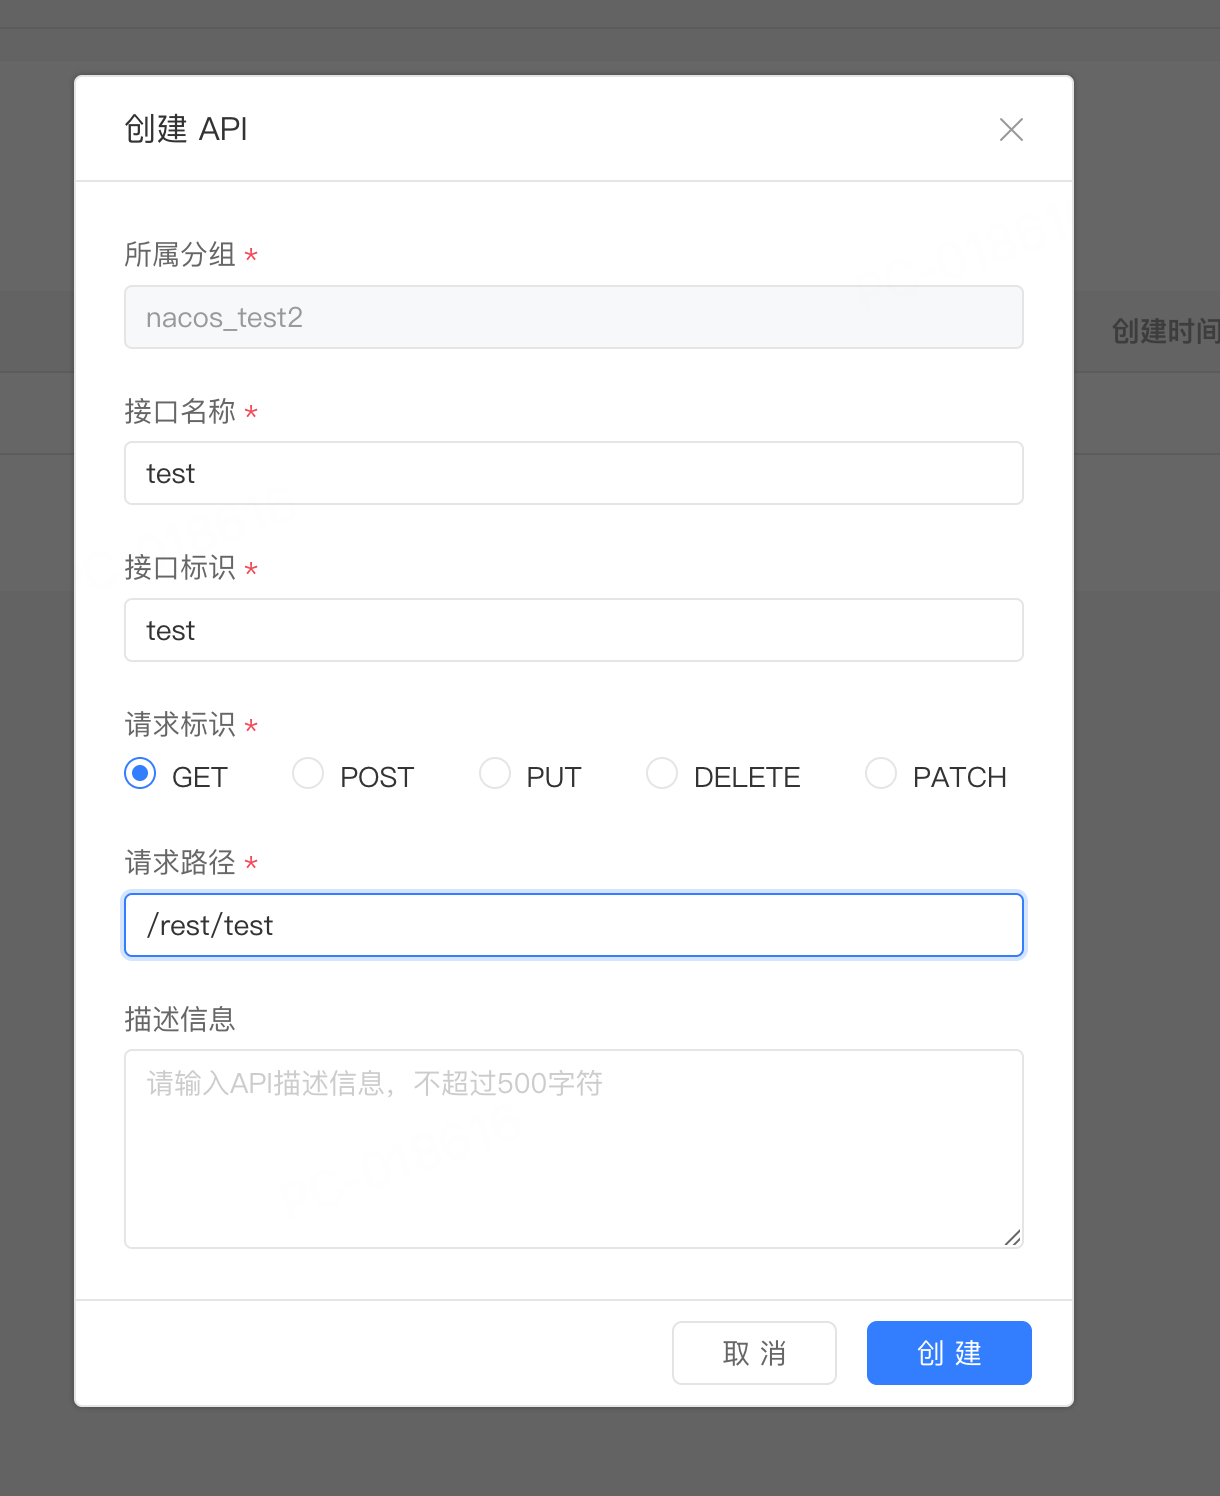 创建 API
所属分组 *
nacos_test2
创建时间
接口名称 *
test
接口标识 *
test
请求标识 *
GET POST PUT DELETE PATCH
请求路径 *
/rest/test
描述信息
请输入API描述信息，不超过500字符
取 消 创 建